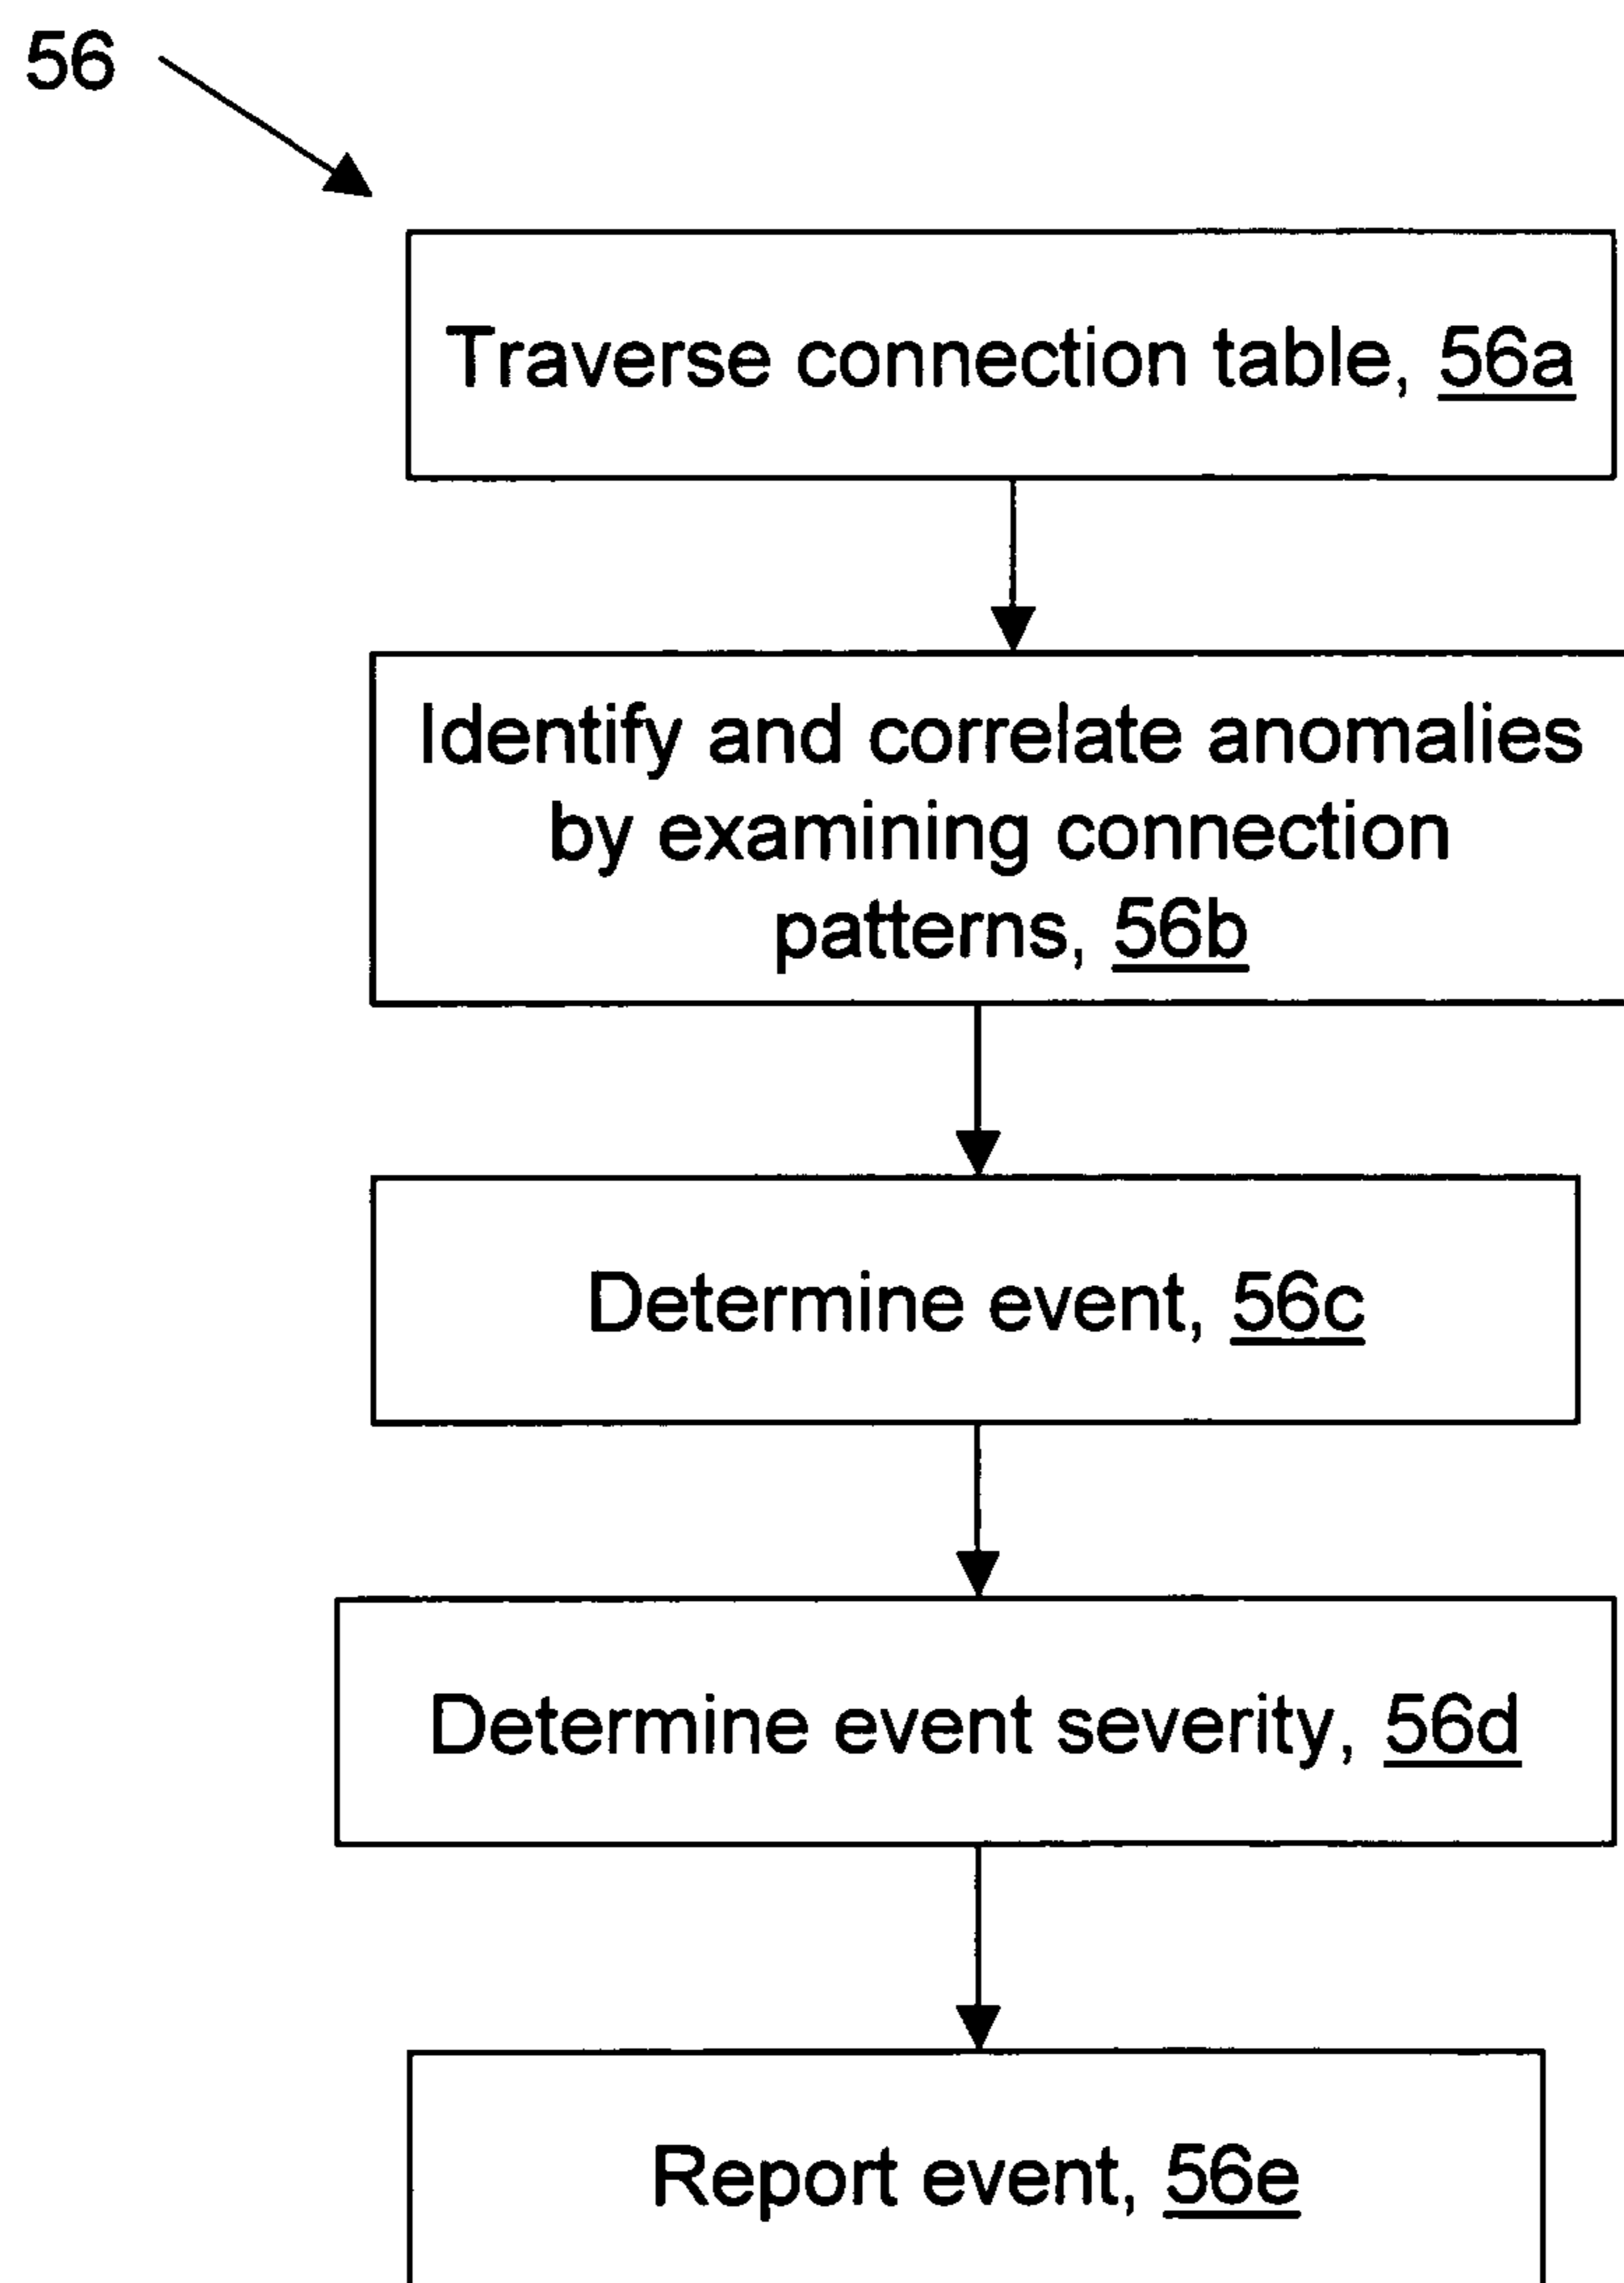 56
Traverse connection table, 56a
Identify and correlate anomalies
by examining connection
patterns, 56b
Determine event, 56c
Determine event severity, 56d
Report event, 56e